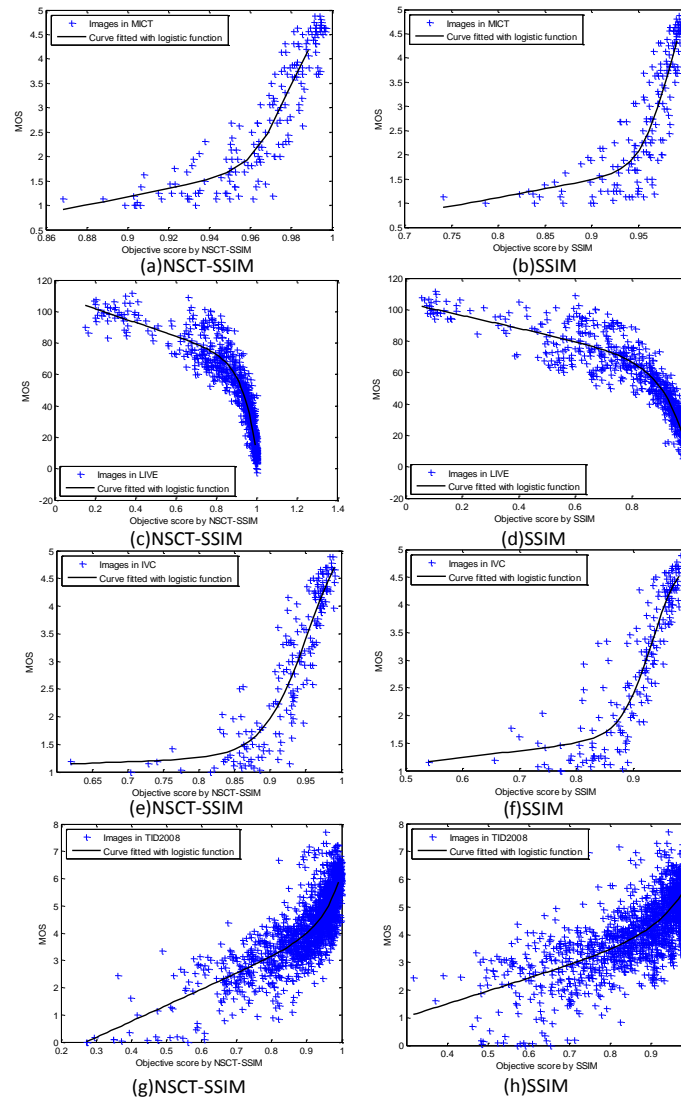 Images in MICT
Curve fitted with logistic function
5
4.5
4
3.5
3
2.5
2
1.5
1
0.5
MOS
0.86 0.88 0.9 0.92 0.94 0.96 0.98 1
Objective score by NSCT-SSIM
(a)NSCT-SSIM
Images in MICT
Curve fitted with logistic function
5
4.5
4
3.5
3
2.5
2
1.5
1
0.5
MOS
0.7 0.75 0.8 0.85 0.9 0.95
Objective score by SSIM
(b)SSIM
120
100
80
60
40
20
0
-20
MOS
Images in LIVE
Curve fitted with logistic function
0 0.2 0.4 0.6 0.8 1 1.2 1.4
Objective score by NSCT-SSIM
(c)NSCT-SSIM
120
100
80
60
40
20
0
-20
MOS
Images in LIVE
Curve fitted with logistic function
0 0.2 0.4 0.6 0.8
Objective score by SSIM
(d)SSIM
Images in IVC
Curve fitted with logistic function
5
4.5
4
3.5
3
2.5
2
1.5
1
MOS
0.65 0.7 0.75 0.8 0.85 0.9 0.95 1
Objective score by NSCT-SSIM
(e)NSCT-SSIM
Images in IVC
Curve fitted with logistic function
5
4.5
4
3.5
3
2.5
2
1.5
1
MOS
0.5 0.6 0.7 0.8 0.9
Objective score by SSIM
(f)SSIM
Images in TID2008
Curve fitted with logistic function
8
7
6
5
4
3
2
1
0
MOS
0.2 0.3 0.4 0.5 0.6 0.7 0.8 0.9 1
Objective score by NSCT-SSIM
(g)NSCT-SSIM
Images in TID2008
Curve fitted with logistic function
8
7
6
5
4
3
2
1
0
MOS
0.4 0.5 0.6 0.7 0.8 0.9
Objective score by SSIM
(h)SSIM